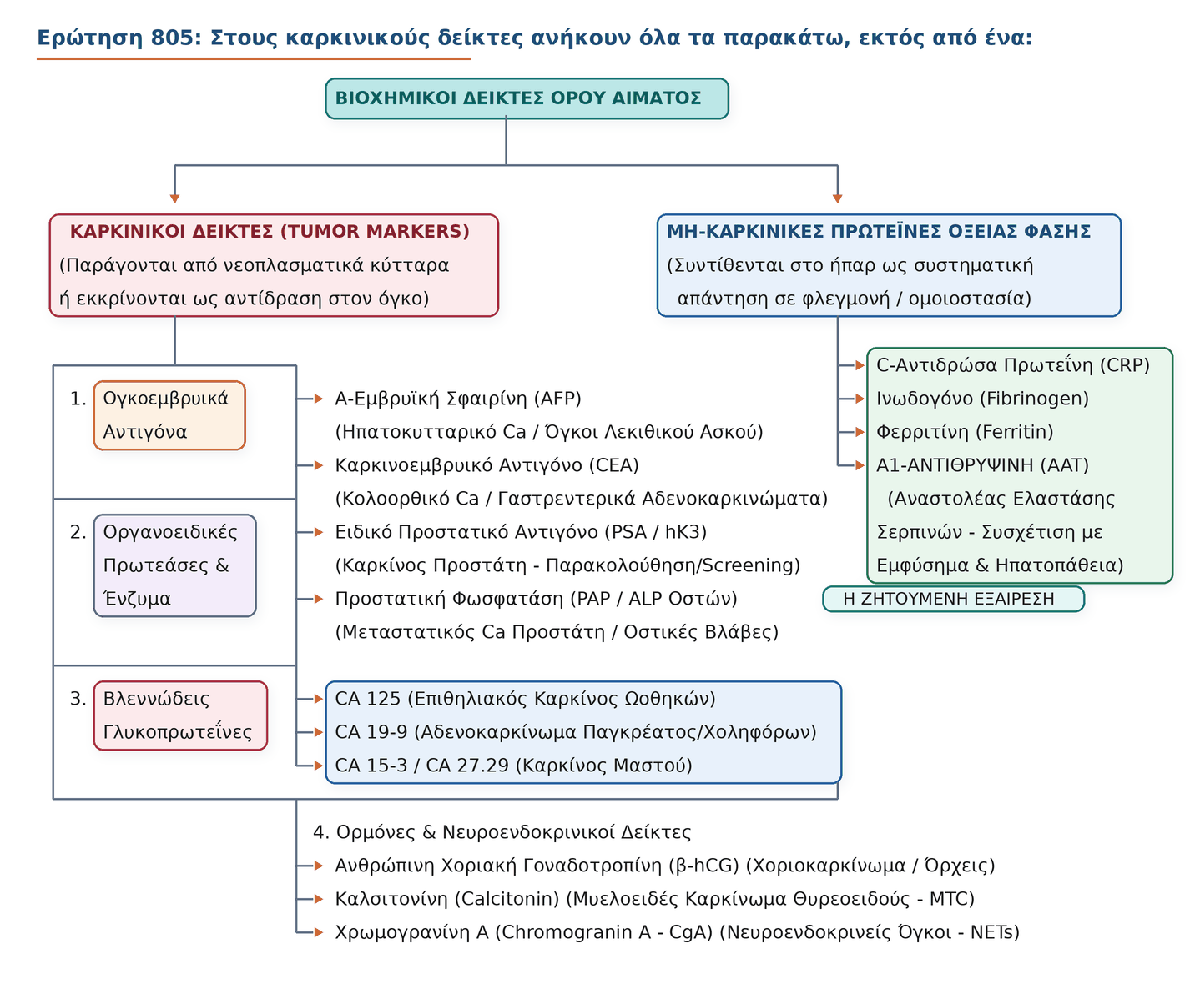 Ερώτηση 805: Στους καρκινικούς δείκτες ανήκουν όλα τα παρακάτω, εκτός από ένα:
ΒΙΟΧΗΜΙΚΟΙ ΔΕΙΚΤΕΣ ΟΡΟΥ ΑΙΜΑΤΟΣ
ΚΑΡΚΙΝΙΚΟΙ ΔΕΙΚΤΕΣ (TUMOR MARKERS)
(Παράγονται από νεοπλασματικά κύτταρα
ή εκκρίνονται ως αντίδραση στον όγκο)
ΜΗ-ΚΑΡΚΙΝΙΚΕΣ ΠΡΩΤΕΪΝΕΣ ΟΞΕΙΑΣ ΦΑΣΗΣ
(Συντίθενται στο ήπαρ ως συστηματική
απάντηση σε φλεγμονή / ομοιοστασία)
1. Ογκοεμβρυικά
Αντιγόνα
Α-Εμβρυϊκή Σφαιρίνη (AFP)
(Ηπατοκυτταρικό Ca / Όγκοι Λεκιθικού Ασκού)
Καρκινοεμβρυικό Αντιγόνο (CEA)
(Κολοορθικό Ca / Γαστρεντερικά Αδενοκαρκινώματα)
2. Οργανοειδικές
Πρωτεάσες &
Ένζυμα
Ειδικό Προστατικό Αντιγόνο (PSA / hK3)
(Καρκίνος Προστάτη - Παρακολούθηση/Screening)
Προστατική Φωσφατάση (PAP / ALP Οστών)
(Μεταστατικός Ca Προστάτη / Οστικές Βλάβες)
3. Βλεννώδεις
Γλυκοπρωτεΐνες
CA 125 (Επιθηλιακός Καρκίνος Ωοθηκών)
CA 19-9 (Αδενοκαρκίνωμα Παγκρέατος/Χοληφόρων)
CA 15-3 / CA 27.29 (Καρκίνος Μαστού)
C-Αντιδρώσα Πρωτεΐνη (CRP)
Ινωδογόνο (Fibrinogen)
Φερριτίνη (Ferritin)
Α1-ΑΝΤΙΘΡΥΨΙΝΗ (AAT)
(Αναστολέας Ελαστάσης
Σερπινών - Συσχέτιση με
Εμφύσημα & Ηπατοπάθεια)
Η ΖΗΤΟΥΜΕΝΗ ΕΞΑΙΡΕΣΗ
4. Ορμόνες & Νευροενδοκρινικοί Δείκτες
Ανθρώπινη Χοριακή Γοναδοτροπίνη (β-hCG) (Χοριοκαρκίνωμα / Όρχεις)
Καλσιτονίνη (Calcitonin) (Μυελοειδές Καρκίνωμα Θυρεοειδούς - MTC)
Χρωμογρανίνη Α (Chromogranin A - CgA) (Νευροενδοκρινείς Όγκοι - NETs)